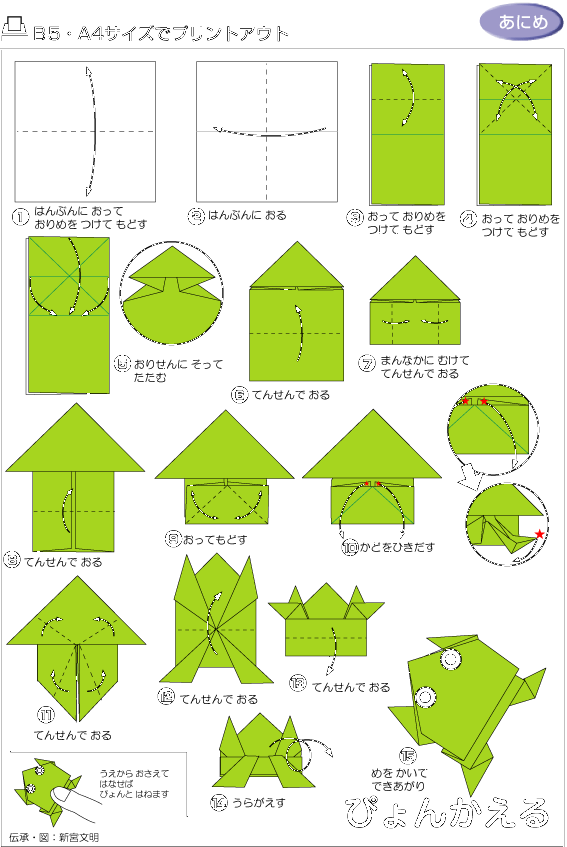 B5・A4サイズでプリントアウト
あにめ
① はんぶんに おって
おりめを つけて もどす
② はんぶんに おる
③ おって おりめを
つけて もどす
④ おって おりめを
つけて もどす
⑤ おりせんに そって
たたむ
⑥ てんせんで おる
⑦ まんなかに むけて
てんせんで おる
⑧ てんせんで おる
⑨ おってもどす
⑩ かどをひきだす
⑪
てんせんで おる
⑫ てんせんで おる
⑬ てんせんで おる
⑭ うらがえす
⑮
めを かいて
できあがり
うえから おさえて
はなせば
ぴょんと はねます
伝承・図：新宮文明
ぴょんかえる